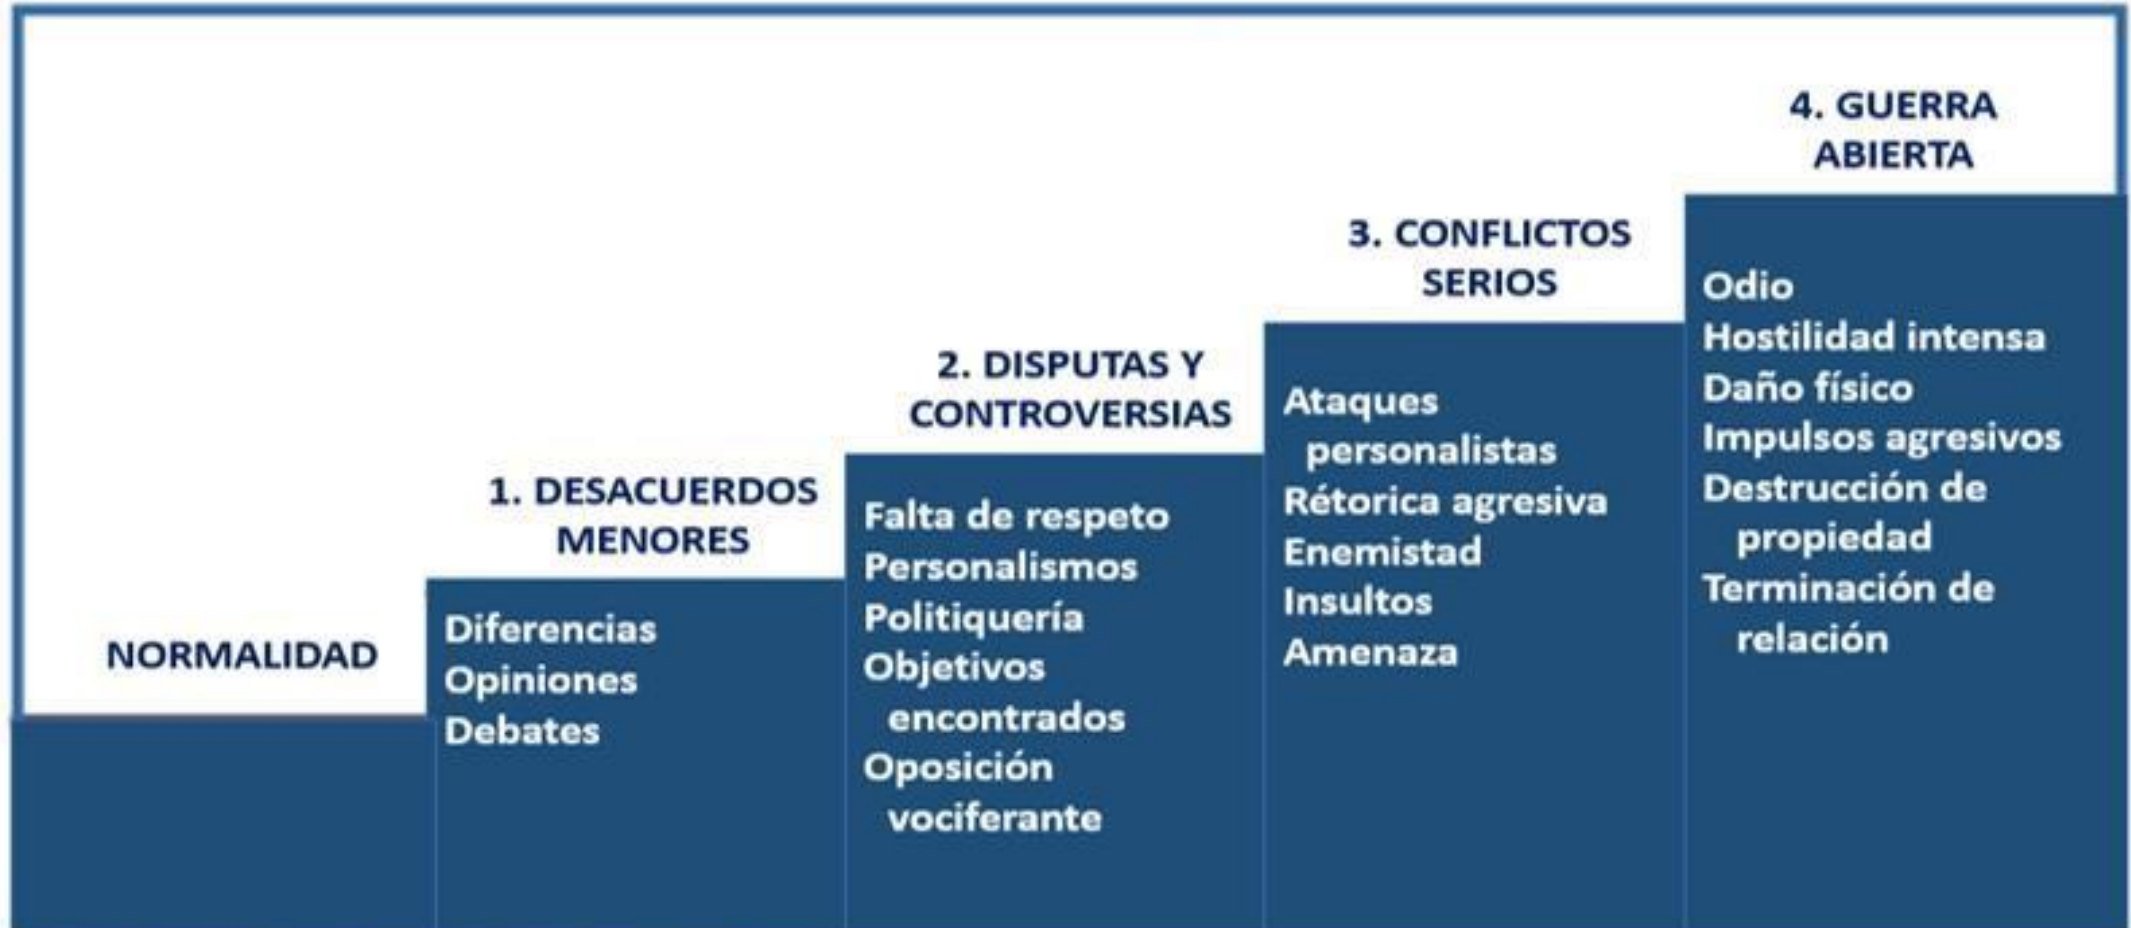 NORMALIDAD
1. DESACUERDOS
MENORES
Diferencias
Opiniones
Debates
2. DISPUTAS Y
CONTROVERSIAS
Falta de respeto
Personalismos
Politiquería
Objetivos
encontrados
Oposición
vociferante
3. CONFLICTOS
SERIOS
Ataques
personalistas
Rétorica agresiva
Enemistad
Insultos
Amenaza
4. GUERRA
ABIERTA
Odio
Hostilidad intensa
Daño físico
Impulsos agresivos
Destrucción de
propiedad
Terminación de
relación